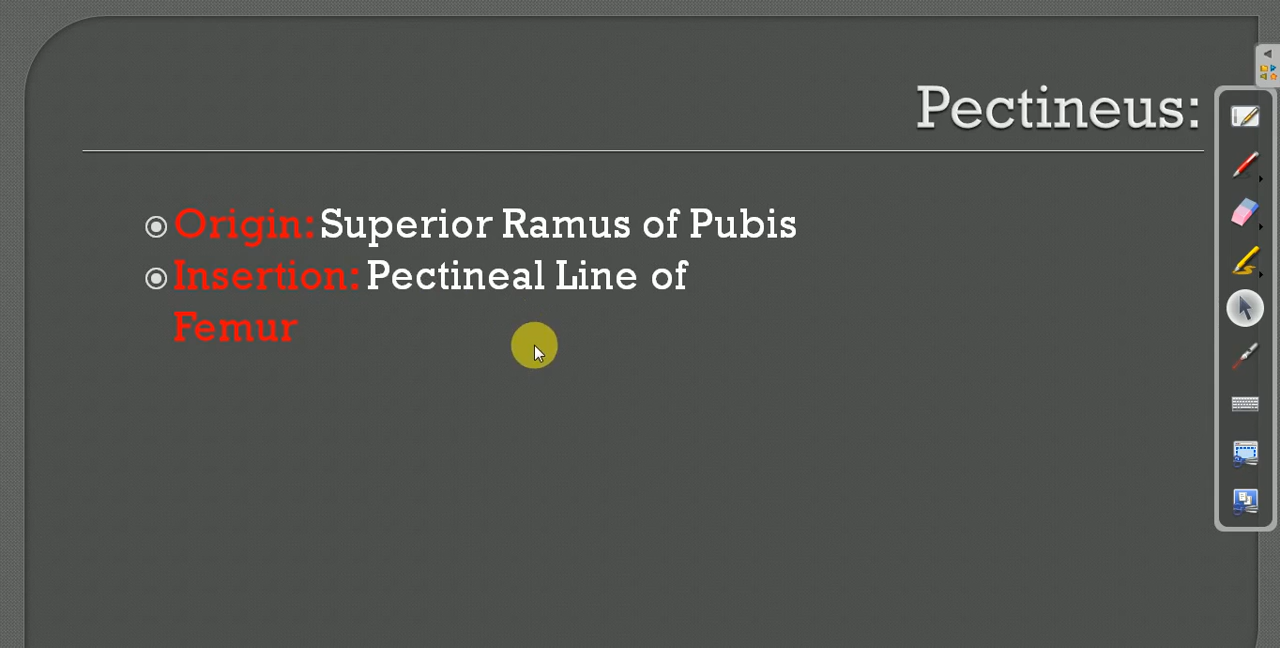 Pectineus:
Origin: Superior Ramus of Pubis
Insertion: Pectineal Line of
Femur